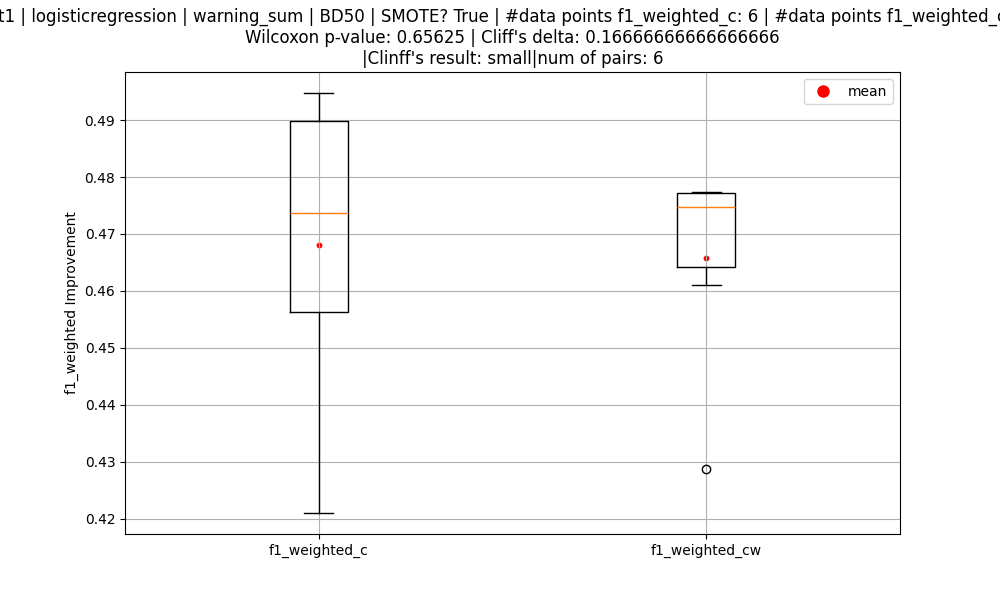 t1 | logisticregression | warning_sum | BD50 | SMOTE? True | #data points f1_weighted_c: 6 | #data points f1_weighted_c
Wilcoxon p-value: 0.65625 | Cliff's delta: 0.16666666666666666
|Clinff's result: small|num of pairs: 6
mean
0.49
0.48
0.47
0.46
0.45
0.44
0.43
0.42
f1_weighted Improvement
f1_weighted_c
f1_weighted_cw